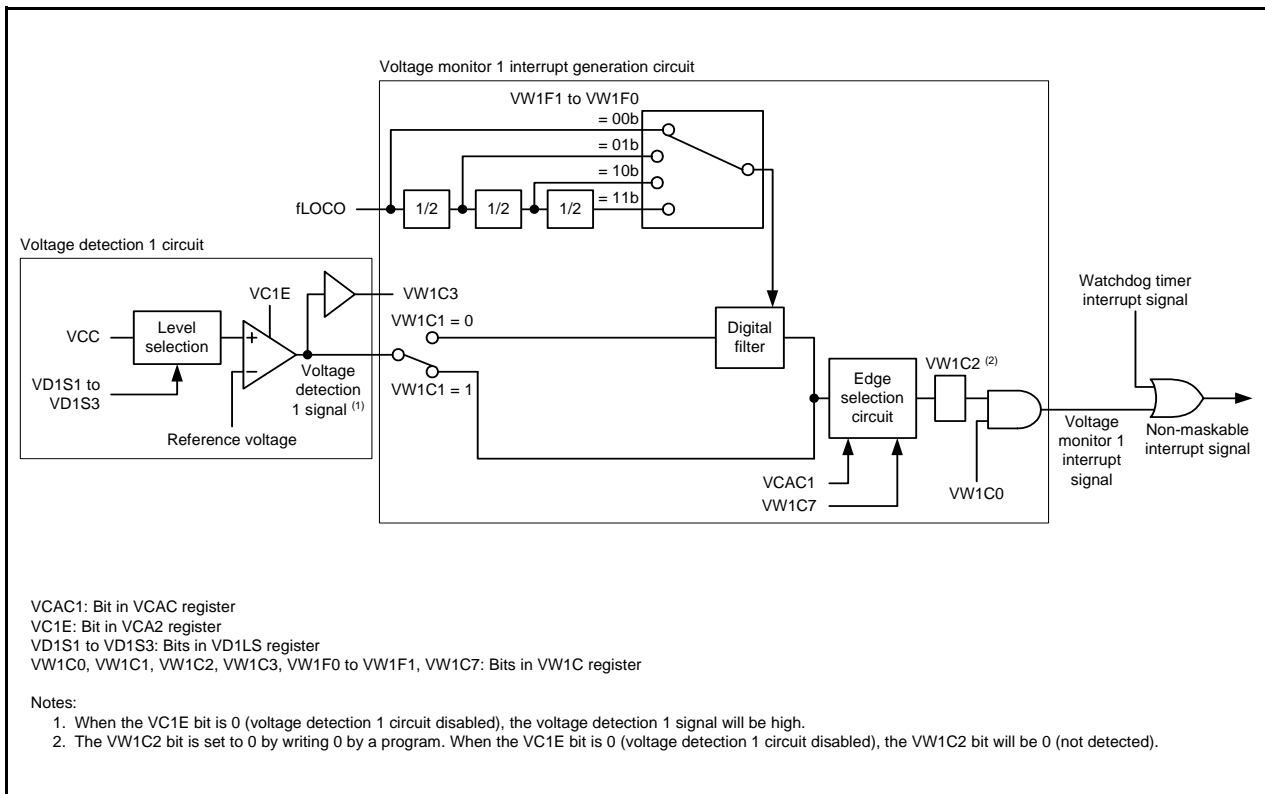 Voltage monitor 1 interrupt generation circuit
VW1F1 to VW1F0
= 00b
= 01b
= 10b
= 11b
fLOCO
1/2
1/2
1/2
Voltage detection 1 circuit
VC1E
VW1C3
VCC
Level
selection
+
−
VD1S1 to
VD1S3
Reference voltage
Voltage
detection
1 signal (1)
VW1C1 = 0
VW1C1 = 1
Digital
filter
Edge
selection
circuit
VCAC1
VW1C7
VW1C2 (2)
VW1C0
Watchdog timer
interrupt signal
Voltage
monitor 1
interrupt
signal
Non-maskable
interrupt signal
VCAC1: Bit in VCAC register
VC1E: Bit in VCA2 register
VD1S1 to VD1S3: Bits in VD1LS register
VW1C0, VW1C1, VW1C2, VW1C3, VW1F0 to VW1F1, VW1C7: Bits in VW1C register
Notes:
1. When the VC1E bit is 0 (voltage detection 1 circuit disabled), the voltage detection 1 signal will be high.
2. The VW1C2 bit is set to 0 by writing 0 by a program. When the VC1E bit is 0 (voltage detection 1 circuit disabled), the VW1C2 bit will be 0 (not detected).